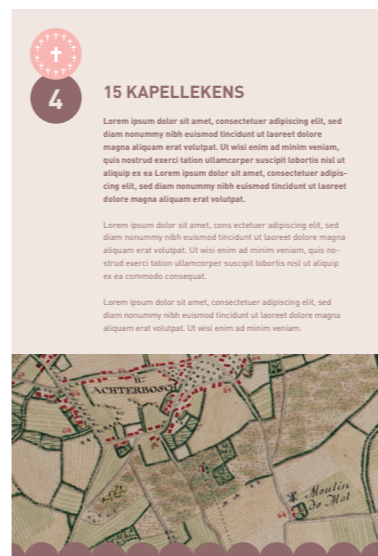 4
15 KAPELLEKENS
Lorem ipsum dolor sit amet, consectetuer adipiscing elit, sed
diam nonummy nibh euismod tincidunt ut laoreet dolore
magna aliquam erat volutpat. Ut wisi enim ad minim veniam,
quis nostrud exerci tation ullamcorper suscipit lobortis nisl ut
aliquip ex ea Lorem ipsum dolor sit amet, consectetuer adipis-
cing elit, sed diam nonummy nibh euismod tincidunt ut laoreet
dolore magna aliquam erat volutpat.
Lorem ipsum dolor sit amet, cons ectetuer adipiscing elit, sed
diam nonummy nibh euismod tincidunt ut laoreet dolore
magna aliquam erat volutpat. Ut wisi enim ad minim veniam, quis no-
strud exerci tation ullamcorper suscipit lobortis nisl ut aliquip
ex ea commodo consequat.
Lorem ipsum dolor sit amet, consectetuer adipiscing elit, sed
diam nonummy nibh euismod tincidunt ut laoreet dolore magna
aliquam erat volutpat. Ut wisi enim ad minim veniam.
H.
ACHTERBOSCH
Moulin
de Mol